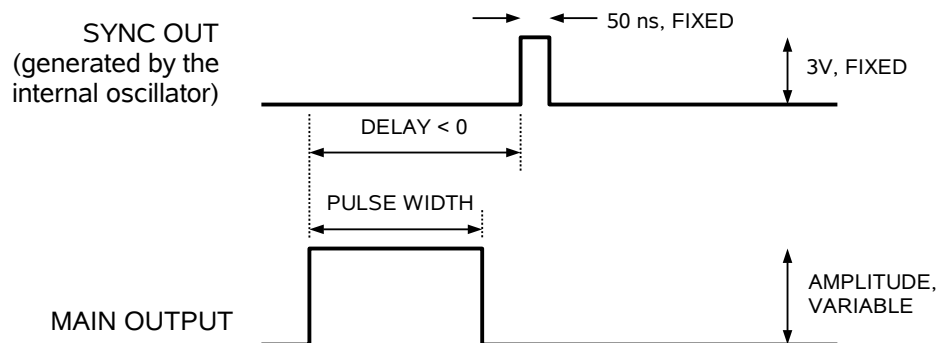 SYNC OUT
(generated by the
internal oscillator)
50 ns, FIXED
3V, FIXED
DELAY < 0
PULSE WIDTH
MAIN OUTPUT
AMPLITUDE,
VARIABLE